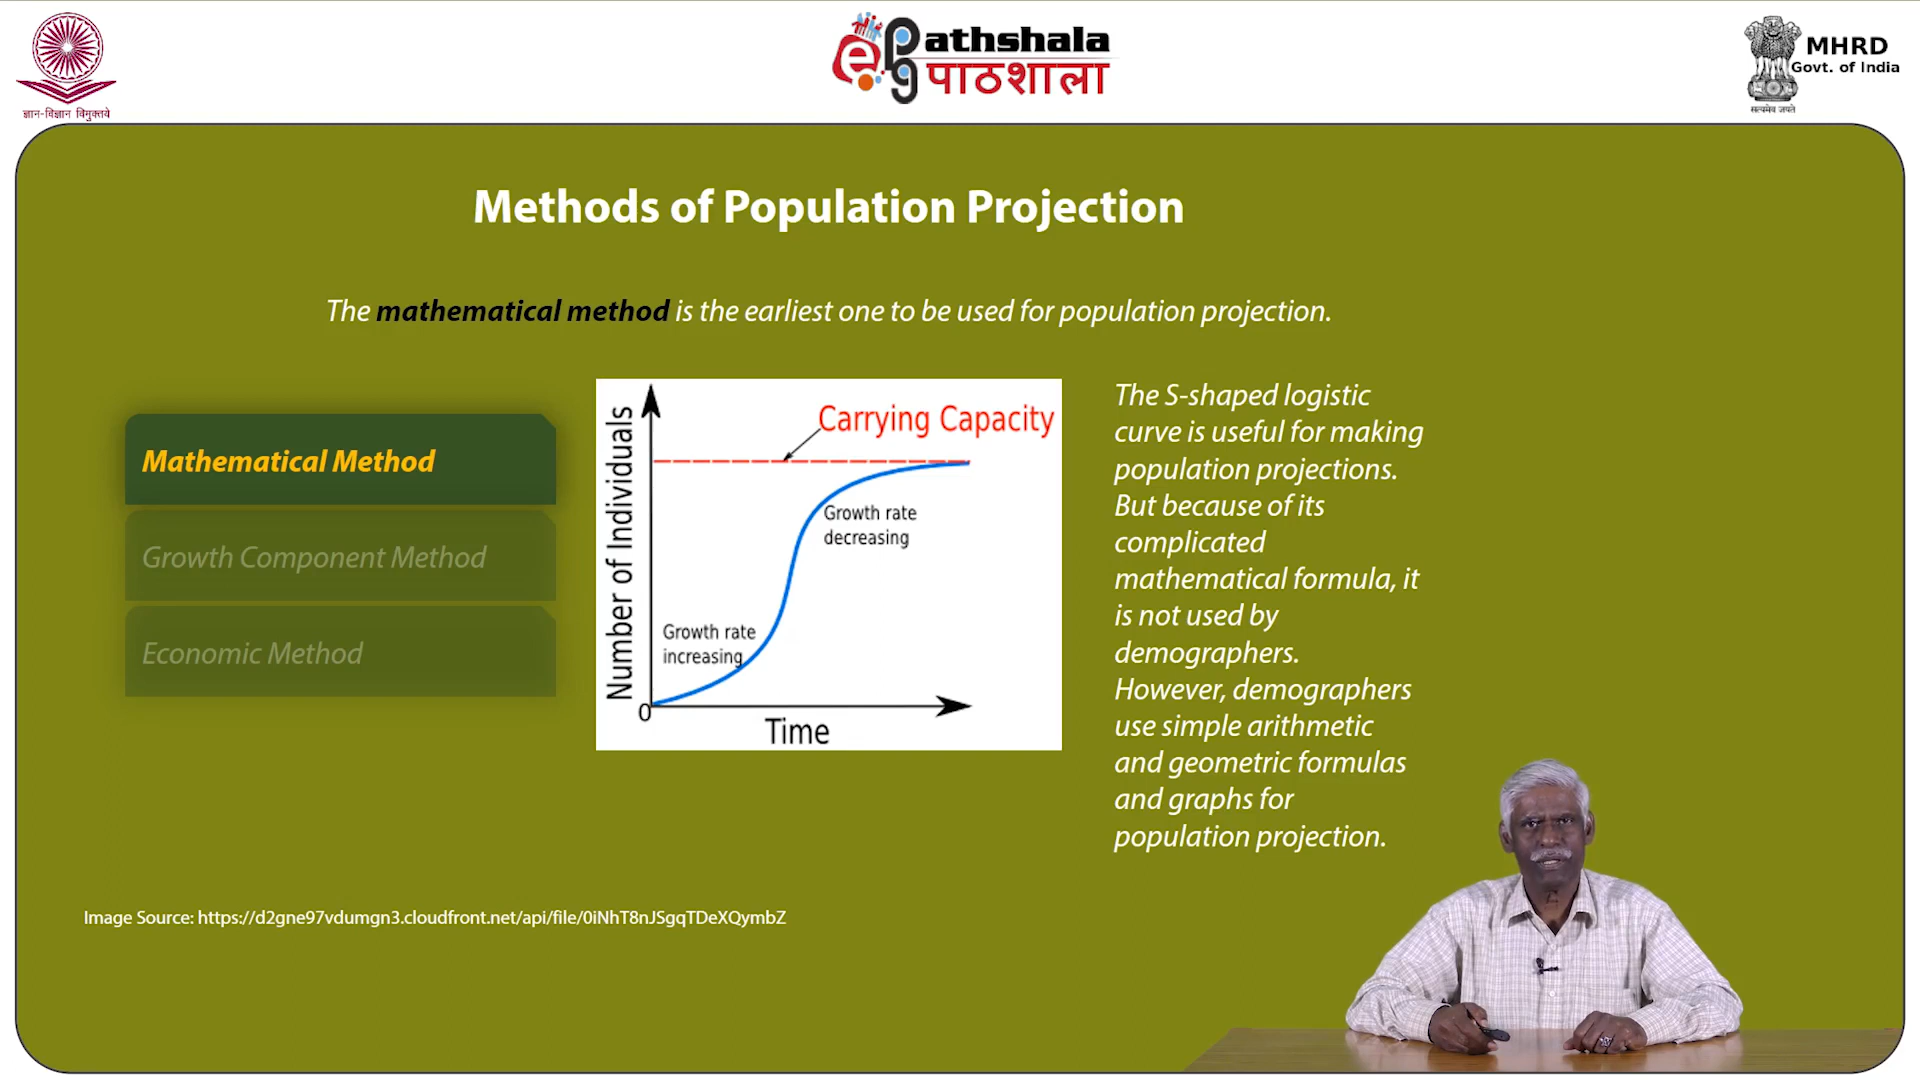 ज्ञान-विज्ञान विमुक्तये
ePG Pathshala
पाठशाला
सत्यमेव जयते
MHRD
Govt. of India
Methods of Population Projection
The mathematical method is the earliest one to be used for population projection.
Mathematical Method
Growth Component Method
Economic Method
Number of Individuals
Carrying Capacity
Growth rate
decreasing
Growth rate
increasing
0
Time
The S-shaped logistic
curve is useful for making
population projections.
But because of its
complicated
mathematical formula, it
is not used by
demographers.
However, demographers
use simple arithmetic
and geometric formulas
and graphs for
population projection.
Image Source: https://d2gne97vdumgn3.cloudfront.net/api/file/0iNhT8nJSgqTDeXQymbZ